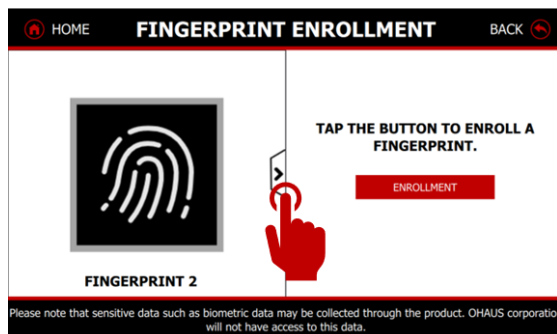 HOME FINGERPRINT ENROLLMENT BACK
TAP THE BUTTON TO ENROLL A
FINGERPRINT.
ENROLLMENT
FINGERPRINT 2
Please note that sensitive data such as biometric data may be collected through the product. OHAUS corporatio
will not have access to this data.